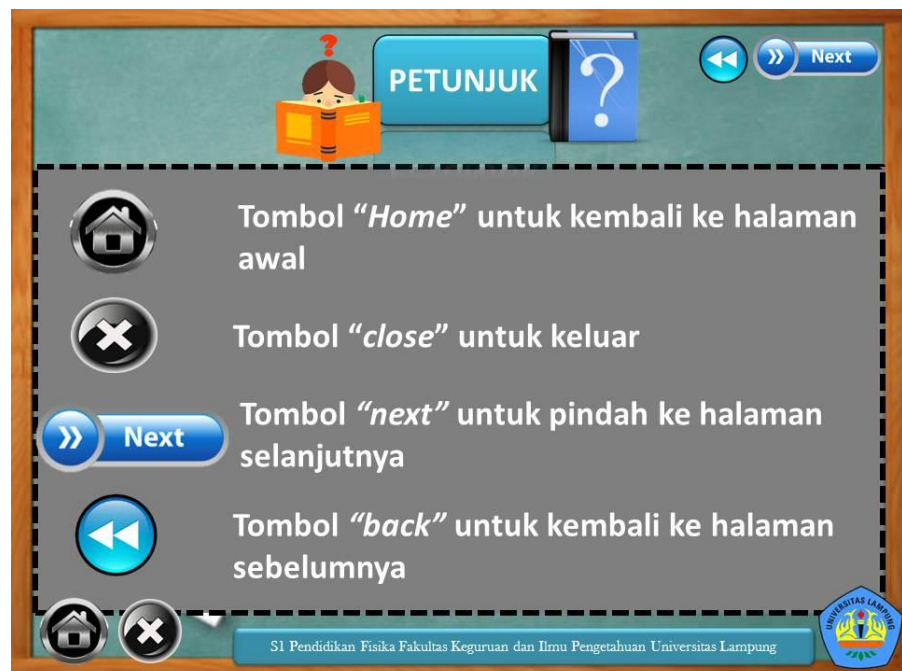 PETUNJUK
Next
Tombol “Home” untuk kembali ke halaman
awal
Tombol “close” untuk keluar
Next
Tombol “next” untuk pindah ke halaman
selanjutnya
Tombol “back” untuk kembali ke halaman
sebelumnya
S1 Pendidikan Fisika Fakultas Keguruan dan Ilmu Pengetahuan Universitas Lampung
UNIVERSITAS LAMPUNG